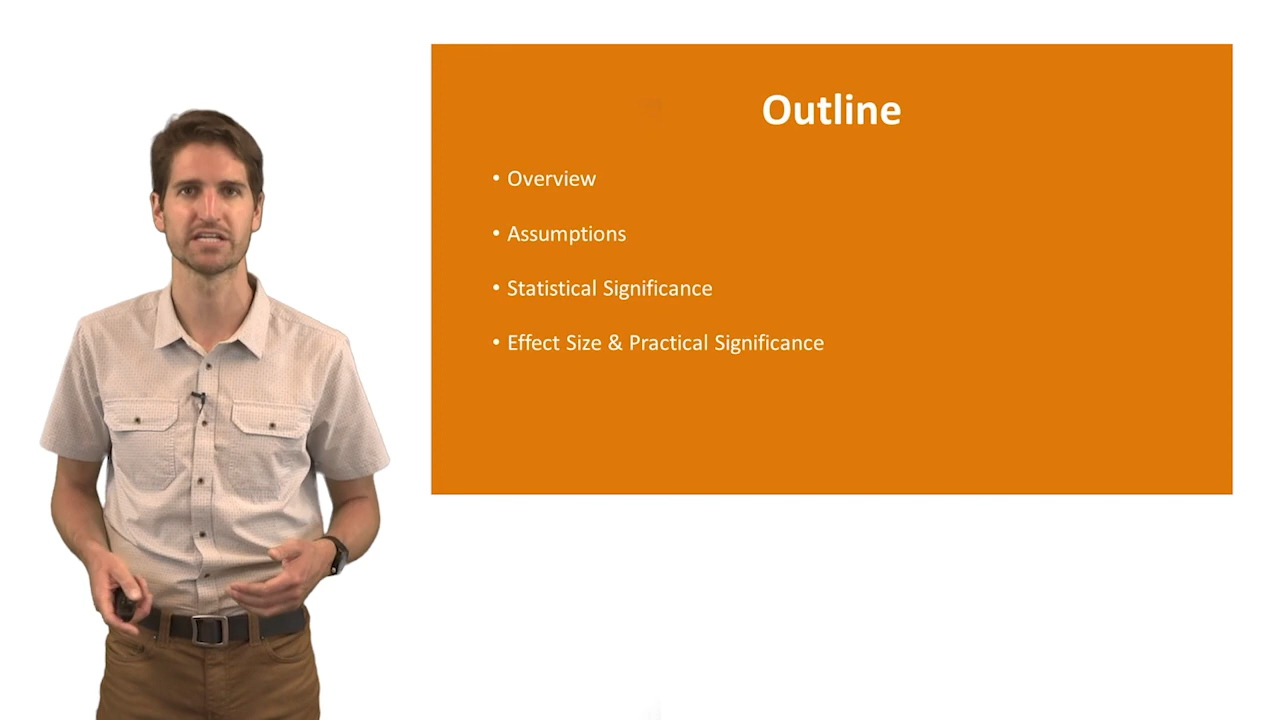 Outline
• Overview
• Assumptions
• Statistical Significance
• Effect Size & Practical Significance